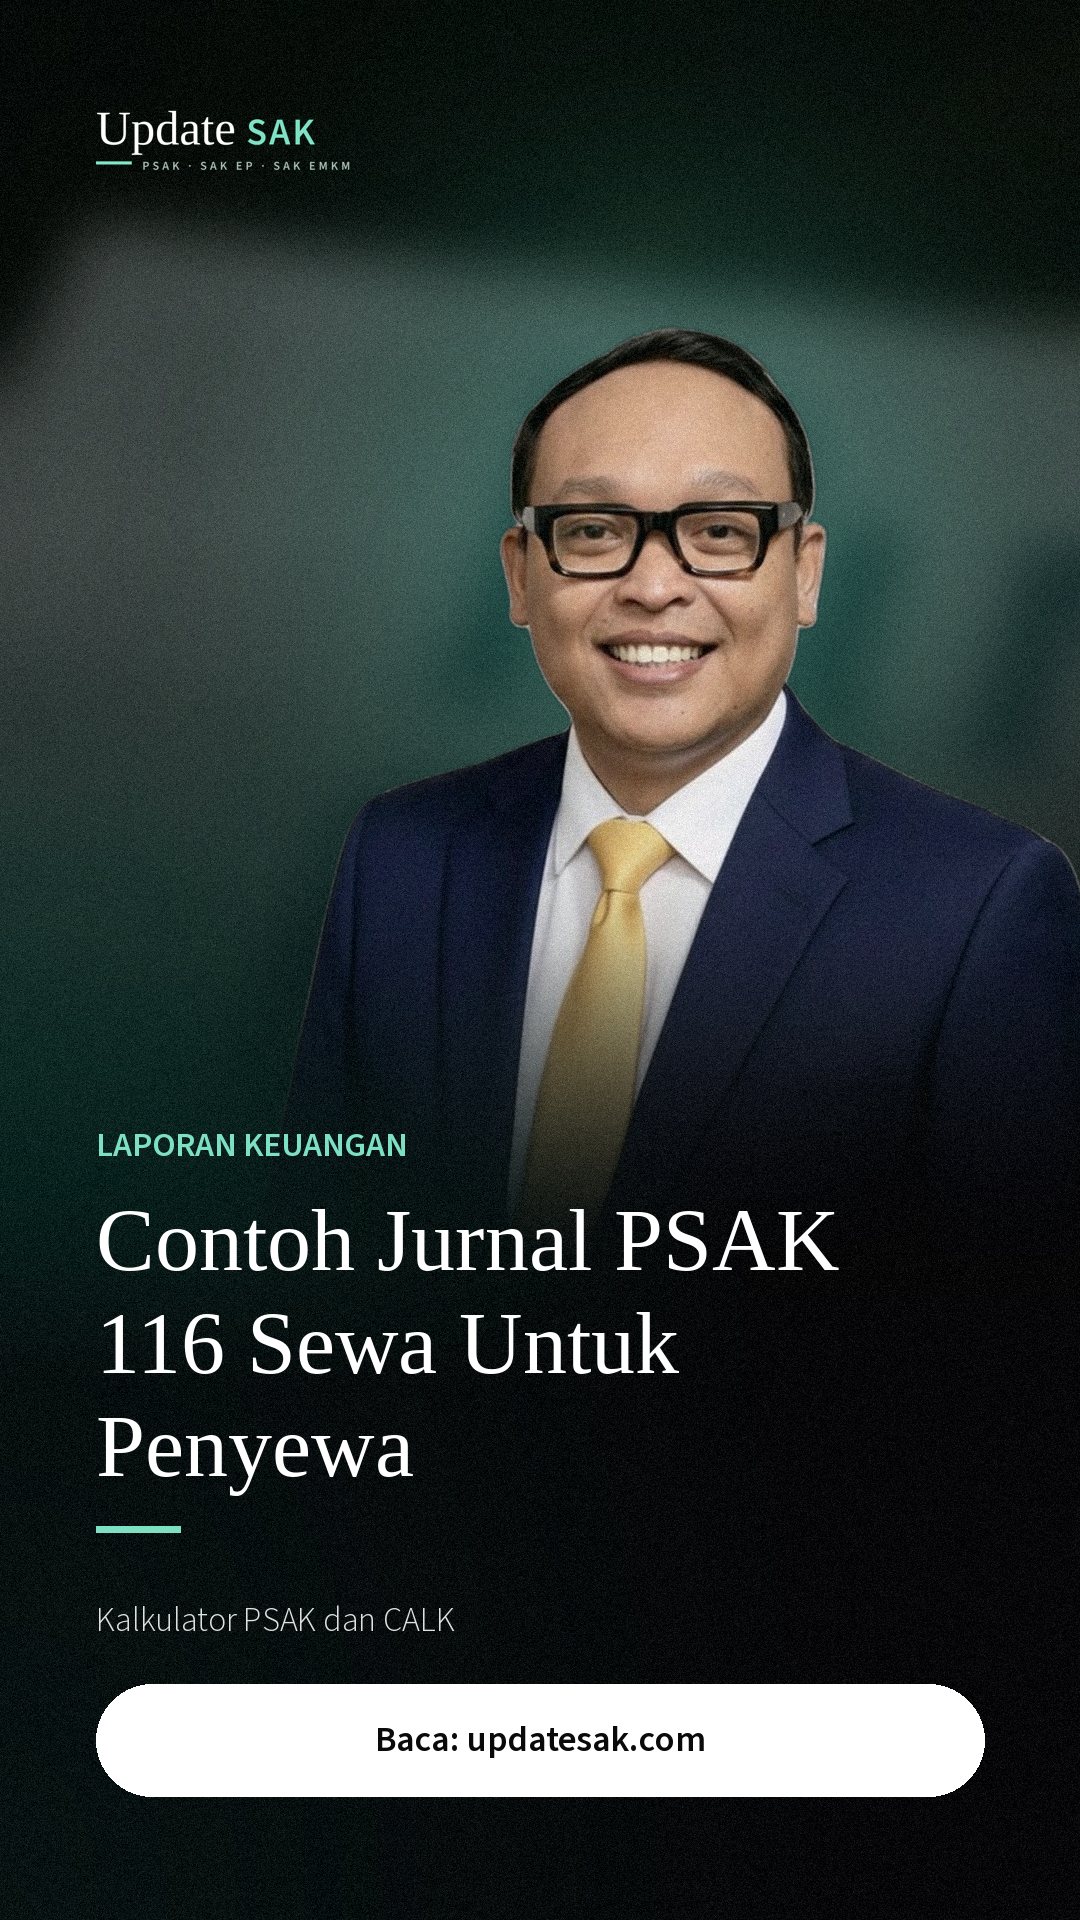 Update SAK
PSAK · SAK EP · SAK EMKM
LAPORAN KEUANGAN
Contoh Jurnal PSAK
116 Sewa Untuk
Penyewa
Kalkulator PSAK dan CALK
Baca: updatesak.com